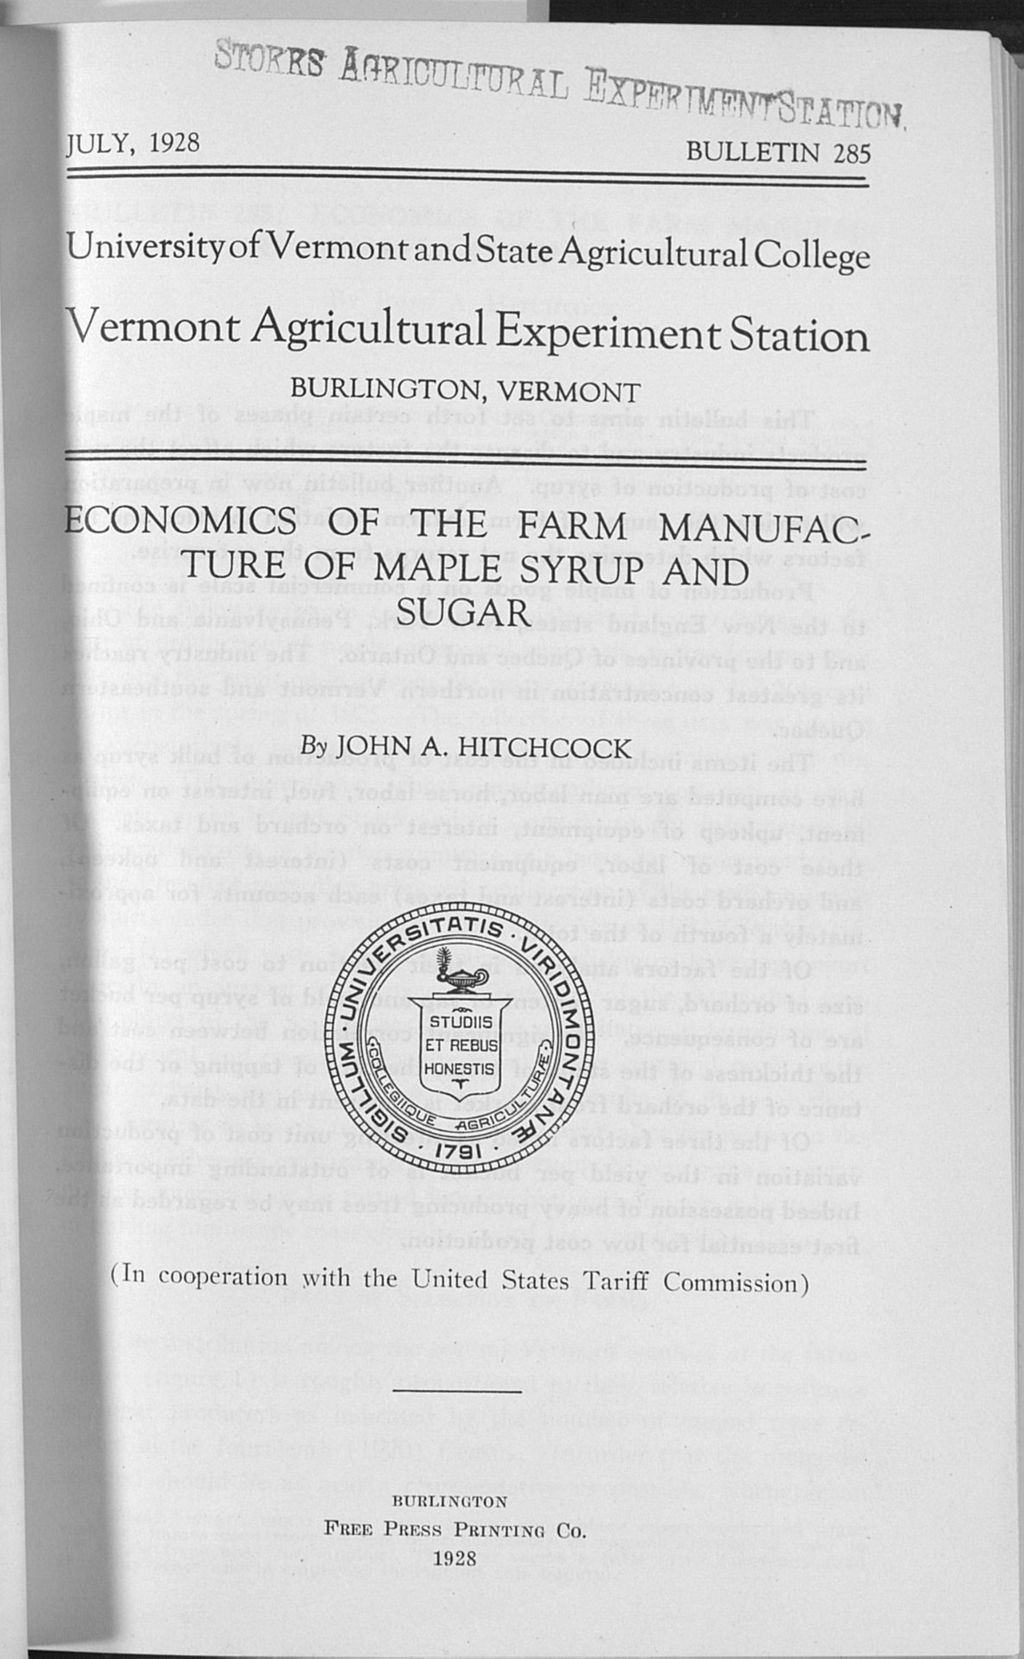 STORRS AGRICULTURAL EXPERIMENT STATION.
JULY, 1928
BULLETIN 285
University of Vermont and State Agricultural College
Vermont Agricultural Experiment Station
BURLINGTON, VERMONT
ECONOMICS OF THE FARM MANUFAC-
TURE OF MAPLE SYRUP AND
SUGAR
By JOHN A. HITCHCOCK
SIGILLUM · UNIVERSITATIS · VIRIDIMONTANÆ · 1791 ·
STUDIIS
ET REBUS
HONESTIS
COLLEGIIQUE AGRICULTURÆ
(In cooperation with the United States Tariff Commission)
BURLINGTON
FREE PRESS PRINTING CO.
1928